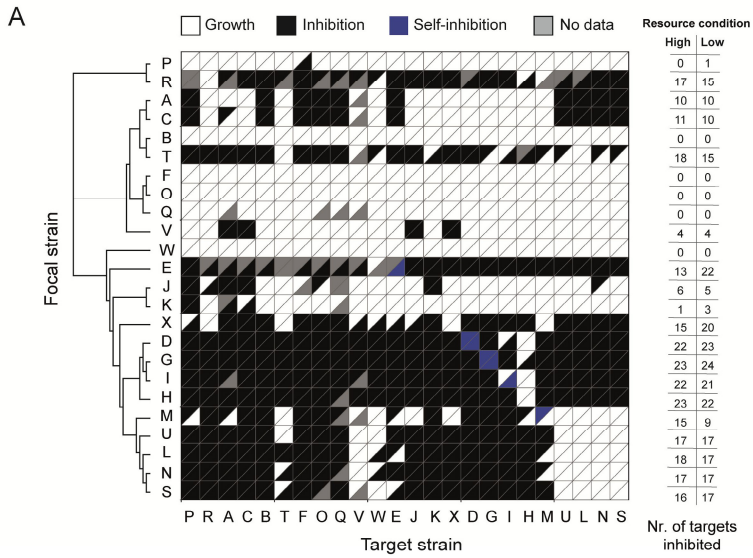 A
Growth Inhibition Self-inhibition No data
Resource condition
High Low
P 0 1
R 17 15
A 10 10
C 11 10
B 0 0
T 18 15
F 0 0
O 0 0
Q 0 0
V 4 4
W 0 0
E 13 22
J 6 5
K 1 3
X 15 20
D 22 23
G 23 24
I 22 21
H 23 22
M 15 9
U 17 17
L 18 17
N 17 17
S 16 17
Focal strain
P R A C B T F O Q V W E J K X D G I H M U L N S
Target strain
Nr. of targets
inhibited